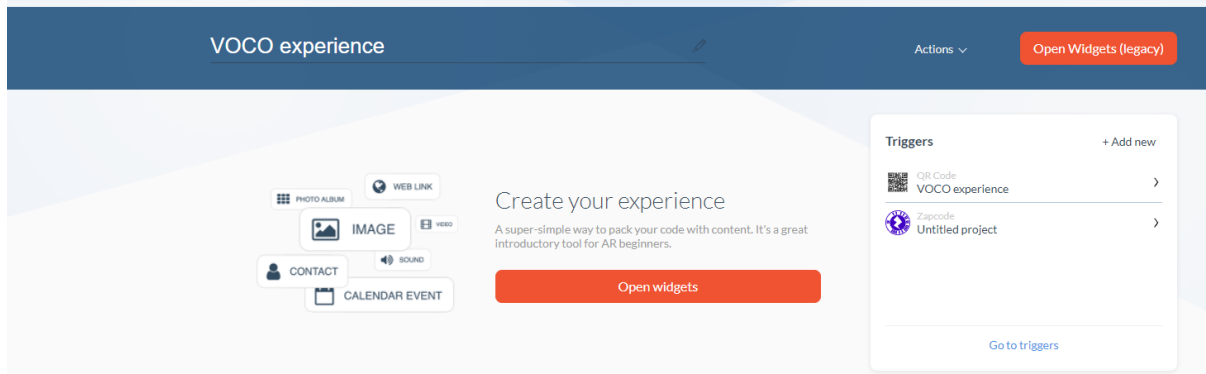 VOCO experience
Actions
Open Widgets (legacy)
PHOTO ALBUM
WEB LINK
IMAGE
VIDEO
SOUND
CONTACT
CALENDAR EVENT
Create your experience
A super-simple way to pack your code with content. It's a great
introductory tool for AR beginners.
Open widgets
Triggers
+ Add new
QR Code
VOCO experience
Zapcode
Untitled project
Go to triggers